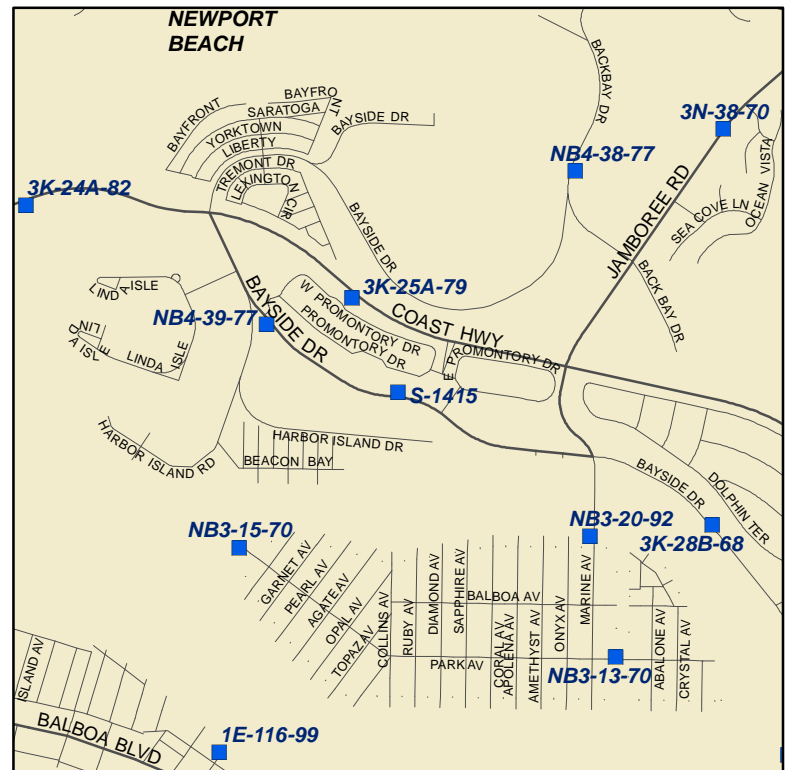 NEWPORT
BEACH
BACKBAY DR
BAYFRO
NT
SARATOGA
BAYFRONT
YORKTOWN
LIBERTY
BAYSIDE DR
3N-38-70
NB4-38-77
OCEAN VISTA
TREMONT DR
LEXINGTON CIR
3K-24A-82
SEA COVE LN
JAMBOREE RD
BAYSIDE DR
BACK BAY DR
LIND
A ISLE
3K-25A-79
W PROMONTORY DR
COAST HWY
NB4-39-77
BAYSIDE DR
PROMONTORY DR
LIN
D
A ISLE
LINDA ISLE
E PROMONTORY DR
S-1415
HARBOR ISLAND RD
HARBOR ISLAND DR
BEACON BAY
BAYSIDE DR
DOLPHIN TER
NB3-20-92
3K-28B-68
NB3-15-70
GARNET AV
PEARL AV
AGATE AV
OPAL AV
TOPAZ AV
COLLINS AV
RUBY AV
DIAMOND AV
SAPPHIRE AV
BALBOA AV
CORAL AV
APOLENA AV
AMETHYST AV
ONYX AV
MARINE AV
PARK AV
NB3-13-70
ABALONE AV
CRYSTAL AV
ISLAND AV
BALBOA BLVD
1E-116-99